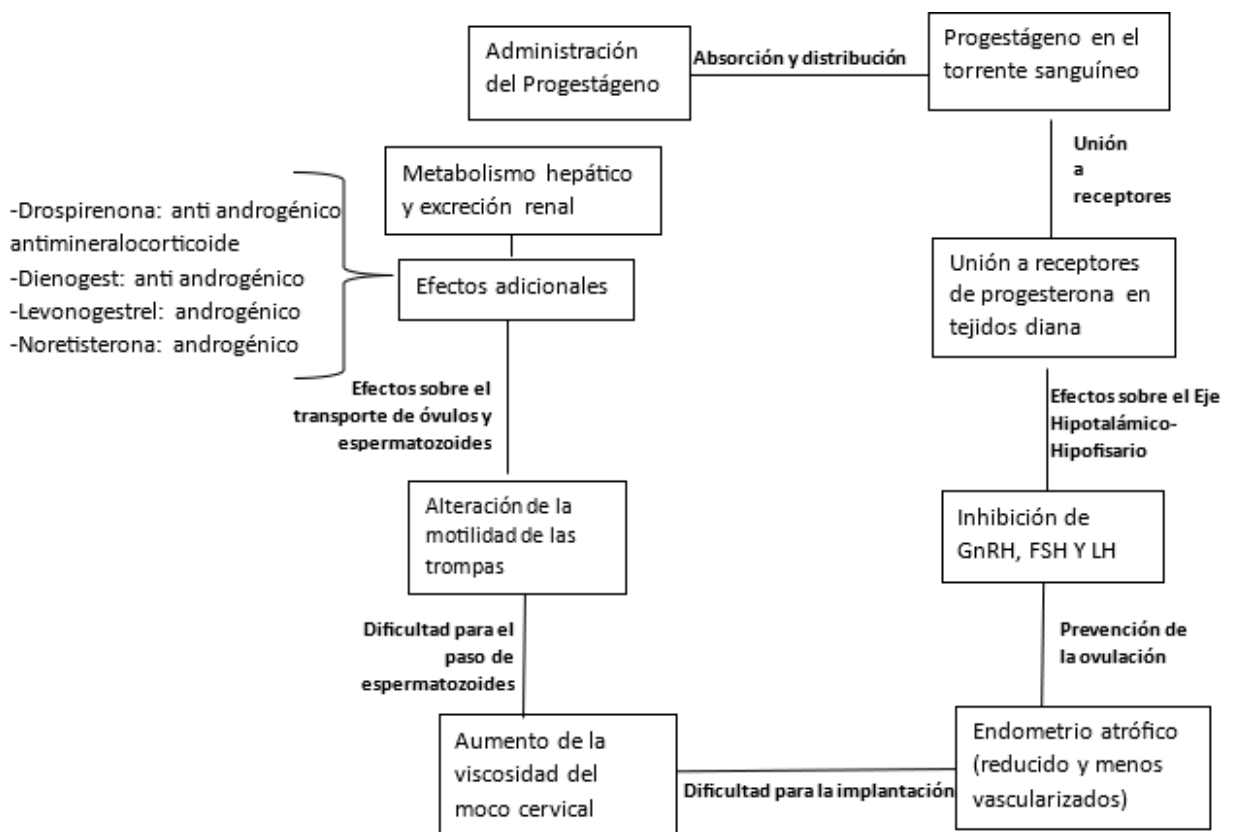 Administración
del Progestágeno
Absorción y distribución
Progestágeno en el
torrente sanguíneo
Unión
a
receptores
Unión a receptores
de progesterona en
tejidos diana
Efectos sobre el Eje
Hipotalámico-
Hipofisario
Inhibición de
GnRH, FSH Y LH
Prevención de
la ovulación
Endometrio atrófico
(reducido y menos
vascularizados)
Dificultad para la implantación
Aumento de la
viscosidad del
moco cervical
Dificultad para el
paso de
espermatozoides
Alteración de la
motilidad de las
trompas
Efectos sobre el
transporte de óvulos y
espermatozoides
Efectos adicionales
-Drospirenona: anti androgénico
antimineralocorticoide
-Dienogest: anti androgénico
-Levonogestrel: androgénico
-Noretisterona: androgénico
Metabolismo hepático
y excreción renal